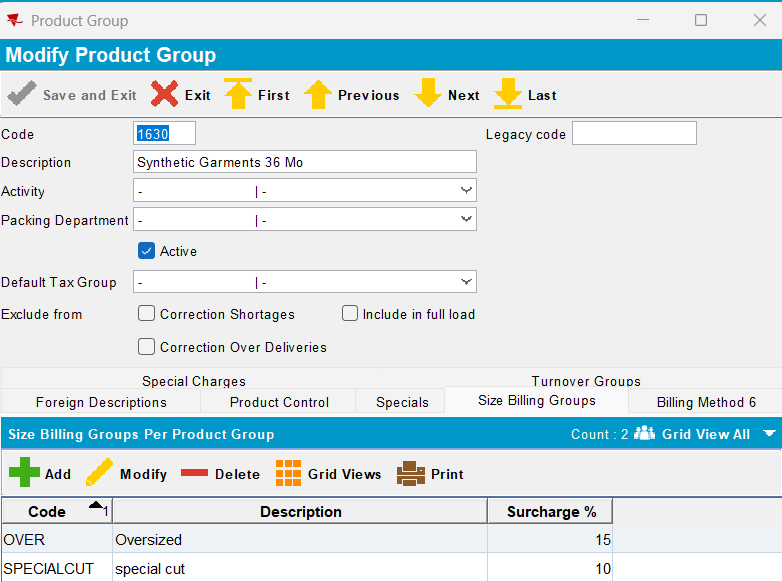 Product Group
Modify Product Group
Save and Exit Exit First Previous Next Last
Code 1630 Legacy code
Description Synthetic Garments 36 Mo
Activity - | -
Packing Department - | -
Active
Default Tax Group - | -
Exclude from Correction Shortages Include in full load
Correction Over Deliveries
Special Charges Turnover Groups
Foreign Descriptions Product Control Specials Size Billing Groups Billing Method 6
Size Billing Groups Per Product Group Count : 2 Grid View All
Add Modify Delete Grid Views Print
Code 1 Description Surcharge %
OVER Oversized 15
SPECIALCUT special cut 10